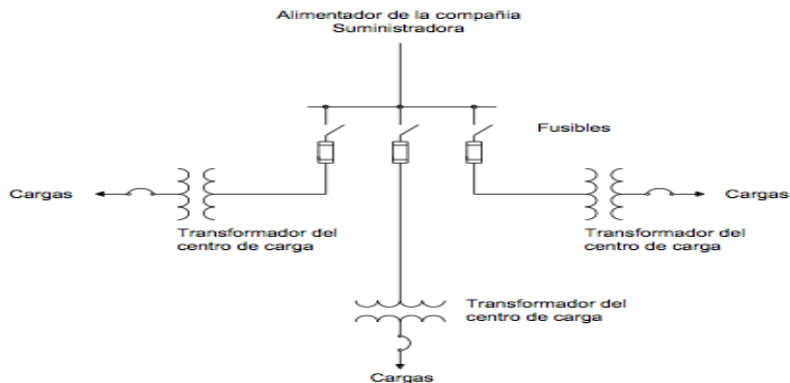 Alimentador de la compañia
Suministradora
Fusibles
Cargas
Cargas
Transformador del
centro de carga
Transformador del
centro de carga
Transformador del
centro de carga
Cargas